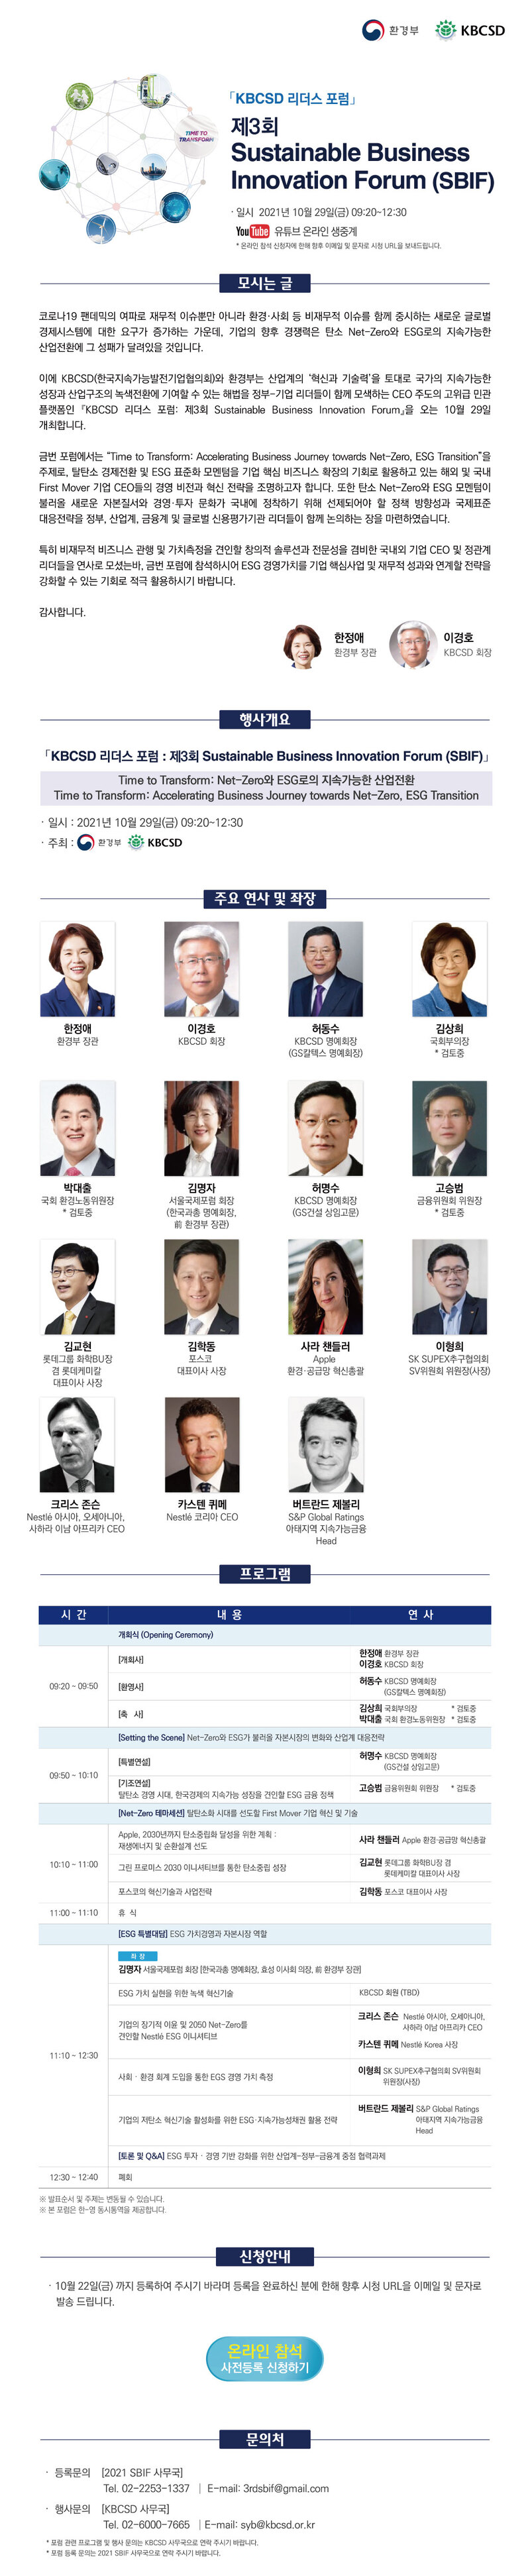 환경부 KBCSD
TIME TO
TRANSFORM
「KBCSD 리더스 포럼」
제3회
Sustainable Business
Innovation Forum (SBIF)
· 일시 2021년 10월 29일(금) 09:20~12:30
YouTube 유튜브 온라인 생중계
* 온라인 참석 신청자에 한해 향후 이메일 및 문자로 시청 URL을 보내드립니다.
모시는 글
코로나19 팬데믹의 여파로 재무적 이슈뿐만 아니라 환경·사회 등 비재무적 이슈를 함께 중시하는 새로운 글로벌
경제시스템에 대한 요구가 증가하는 가운데, 기업의 향후 경쟁력은 탄소 Net-Zero와 ESG로의 지속가능한
산업전환에 그 성패가 달려있을 것입니다.
이에 KBCSD(한국지속가능발전기업협의회)와 환경부는 산업계의 '혁신과 기술력'을 토대로 국가의 지속가능한
성장과 산업구조의 녹색전환에 기여할 수 있는 해법을 정부-기업 리더들이 함께 모색하는 CEO 주도의 고위급 민관
플랫폼인 『KBCSD 리더스 포럼: 제3회 Sustainable Business Innovation Forum』을 오는 10월 29일
개최합니다.
금번 포럼에서는 "Time to Transform: Accelerating Business Journey towards Net-Zero, ESG Transition"을
주제로, 탈탄소 경제전환 및 ESG 표준화 모멘텀을 기업 핵심 비즈니스 확장의 기회로 활용하고 있는 해외 및 국내
First Mover 기업 CEO들의 경영 비전과 혁신 전략을 조명하고자 합니다. 또한 탄소 Net-Zero와 ESG 모멘텀이
불러올 새로운 자본질서와 경영·투자 문화가 국내에 정착하기 위해 선제되어야 할 정책 방향성과 국제표준
대응전략을 정부, 산업계, 금융계 및 글로벌 신용평가기관 리더들이 함께 논의하는 장을 마련하였습니다.
특히 비재무적 비즈니스 관행 및 가치측정을 견인할 창의적 솔루션과 전문성을 겸비한 국내외 기업 CEO 및 정관계
리더들을 연사로 모셨는바, 금번 포럼에 참석하시어 ESG 경영가치를 기업 핵심사업 및 재무적 성과와 연계할 전략을
강화할 수 있는 기회로 적극 활용하시기 바랍니다.
감사합니다.
한정애 이경호
환경부 장관 KBCSD 회장
행사개요
「KBCSD 리더스 포럼 : 제3회 Sustainable Business Innovation Forum (SBIF)」
Time to Transform: Net-Zero와 ESG로의 지속가능한 산업전환
Time to Transform: Accelerating Business Journey towards Net-Zero, ESG Transition
· 일시 : 2021년 10월 29일(금) 09:20~12:30
· 주최 : 환경부 KBCSD
주요 연사 및 좌장
한정애 이경호 허동수 김상희
환경부 장관 KBCSD 회장 KBCSD 명예회장 국회부의장
(GS칼텍스 명예회장) * 검토중
박대출 김명자 허명수 고승범
국회 환경노동위원장 서울국제포럼 회장 KBCSD 명예회장 금융위원회 위원장
* 검토중 (한국과총 명예회장, (GS건설 상임고문) * 검토중
前 환경부 장관)
김교현 김학동 사라 챈들러 이형희
롯데그룹 화학BU장 포스코 Apple SK SUPEX추구협의회
겸 롯데케미칼 대표이사 사장 환경·공급망 혁신총괄 SV위원회 위원장(사장)
대표이사 사장
크리스 존슨 카스텐 퀴메 버트란드 제불리
Nestlé 아시아, 오세아니아, Nestlé 코리아 CEO S&P Global Ratings
사하라 이남 아프리카 CEO 아태지역 지속가능금융
Head
프로그램
시 간 내 용 연 사
개회식 (Opening Ceremony)
09:20 ~ 09:50
[개회사] 한정애 환경부 장관
이경호 KBCSD 회장
[환영사] 허동수 KBCSD 명예회장
(GS칼텍스 명예회장)
[축 사] 김상희 국회부의장 * 검토중
박대출 국회 환경노동위원장 * 검토중
[Setting the Scene] Net-Zero와 ESG가 불러올 자본시장의 변화와 산업계 대응전략
09:50 ~ 10:10
[특별연설] 허명수 KBCSD 명예회장
(GS건설 상임고문)
[기조연설]
탈탄소 경영 시대, 한국경제의 지속가능 성장을 견인할 ESG 금융 정책 고승범 금융위원회 위원장 * 검토중
[Net-Zero 테마세션] 탈탄소화 시대를 선도할 First Mover 기업 혁신 및 기술
10:10 ~ 11:00
Apple, 2030년까지 탄소중립화 달성을 위한 계획 :
재생에너지 및 순환설계 선도 사라 챈들러 Apple 환경·공급망 혁신총괄
그린 프로미스 2030 이니셔티브를 통한 탄소중립 성장 김교현 롯데그룹 화학BU장 겸
롯데케미칼 대표이사 사장
포스코의 혁신기술과 사업전략 김학동 포스코 대표이사 사장
11:00 ~ 11:10 휴 식
[ESG 특별대담] ESG 가치경영과 자본시장 역할
11:10 ~ 12:30
좌 장
김명자 서울국제포럼 회장 [한국과총 명예회장, 효성 이사회 의장, 前 환경부 장관]
ESG 가치 실현을 위한 녹색 혁신기술 KBCSD 회원 (TBD)
기업의 장기적 이윤 및 2050 Net-Zero를
견인할 Nestlé ESG 이니셔티브
크리스 존슨 Nestlé 아시아, 오세아니아,
사하라 이남 아프리카 CEO
카스텐 퀴메 Nestlé Korea 사장
사회 · 환경 회계 도입을 통한 EGS 경영 가치 측정 이형희 SK SUPEX추구협의회 SV위원회
위원장(사장)
기업의 저탄소 혁신기술 활성화를 위한 ESG·지속가능성채권 활용 전략 버트란드 제불리 S&P Global Ratings
아태지역 지속가능금융
Head
[토론 및 Q&A] ESG 투자 · 경영 기반 강화를 위한 산업계-정부-금융계 중점 협력과제
12:30 ~ 12:40 폐회
※ 발표순서 및 주제는 변동될 수 있습니다.
※ 본 포럼은 한-영 동시통역을 제공합니다.
신청안내
· 10월 22일(금) 까지 등록하여 주시기 바라며 등록을 완료하신 분에 한해 향후 시청 URL을 이메일 및 문자로
발송 드립니다.
온라인 참석
사전등록 신청하기
문의처
· 등록문의 [2021 SBIF 사무국]
Tel. 02-2253-1337 | E-mail: 3rdsbif@gmail.com
· 행사문의 [KBCSD 사무국]
Tel. 02-6000-7665 | E-mail: syb@kbcsd.or.kr
* 포럼 관련 프로그램 및 행사 문의는 KBCSD 사무국으로 연락 주시기 바랍니다.
* 포럼 등록 문의는 2021 SBIF 사무국으로 연락 주시기 바랍니다.